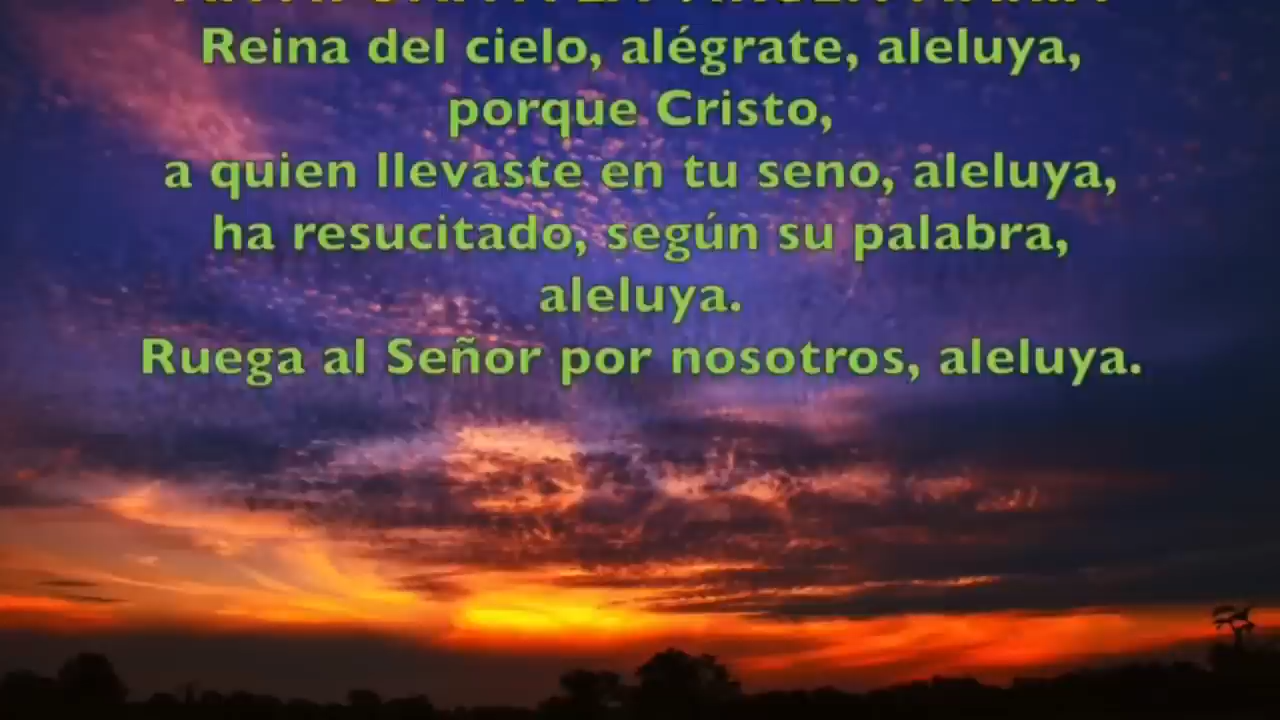 Reina del cielo, alégrate, aleluya,
porque Cristo,
a quien llevaste en tu seno, aleluya,
ha resucitado, según su palabra,
aleluya.
Ruega al Señor por nosotros, aleluya.